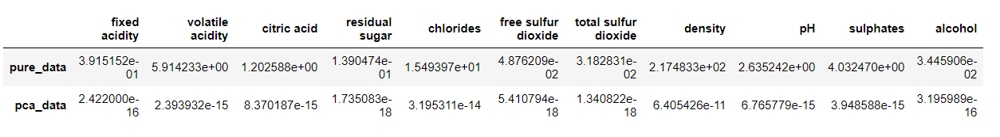 fixed acidity volatile acidity citric acid residual sugar chlorides free sulfur dioxide total sulfur dioxide density pH sulphates alcohol
pure_data 3.915152e-01 5.914233e+00 1.202588e+00 1.390474e-01 1.549397e+01 4.876209e-02 3.182831e-02 2.174833e+02 2.635242e+00 4.032470e+00 3.445906e-02
pca_data 2.422000e-16 2.393932e-15 8.370187e-15 1.735083e-18 3.195311e-14 5.410794e-18 1.340822e-18 6.405426e-11 6.765779e-15 3.948588e-15 3.195989e-16